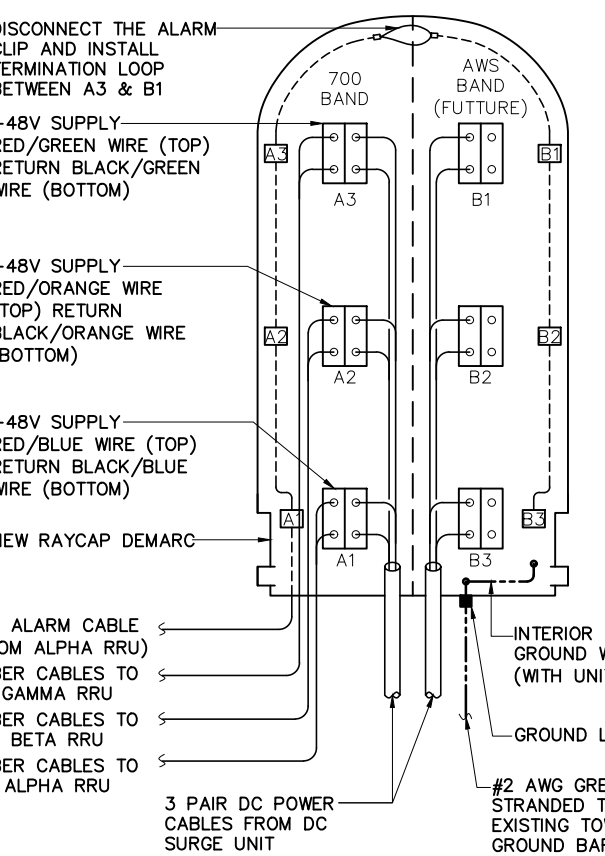 DISCONNECT THE ALARM
CLIP AND INSTALL
TERMINATION LOOP
BETWEEN A3 & B1
700
BAND
AWS
BAND
(FUTTURE)
-48V SUPPLY
RED/GREEN WIRE (TOP)
RETURN BLACK/GREEN
WIRE (BOTTOM)
A3
B1
A3
B1
-48V SUPPLY
RED/ORANGE WIRE
(TOP) RETURN
BLACK/ORANGE WIRE
(BOTTOM)
A2
B2
A2
B2
-48V SUPPLY
RED/BLUE WIRE (TOP)
RETURN BLACK/BLUE
WIRE (BOTTOM)
A1
B3
A1
B3
NEW RAYCAP DEMARC
ALARM CABLE
ALPHA RRU)
CABLES TO
GAMMA RRU
CABLES TO
BETA RRU
CABLES TO
ALPHA RRU
3 PAIR DC POWER
CABLES FROM DC
SURGE UNIT
INTERIOR
GROUND
(WITH
GROUND
#2 AWG
STRANDED
EXISTING
GROUND